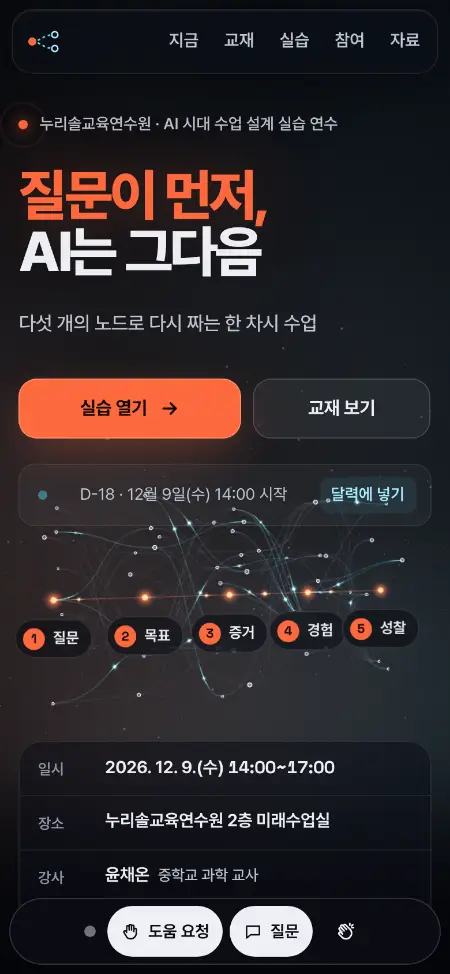 지금 교재 실습 참여 자료
누리솔교육연수원 · AI 시대 수업 설계 실습 연수
질문이 먼저,
AI는 그다음
다섯 개의 노드로 다시 짜는 한 차시 수업
실습 열기 →
교재 보기
D-18 · 12월 9일(수) 14:00 시작
달력에 넣기
1 질문
2 목표
3 증거
4 경험
5 성찰
일시 2026. 12. 9.(수) 14:00~17:00
장소 누리솔교육연수원 2층 미래수업실
강사 윤채온 중학교 과학 교사
도움 요청
질문